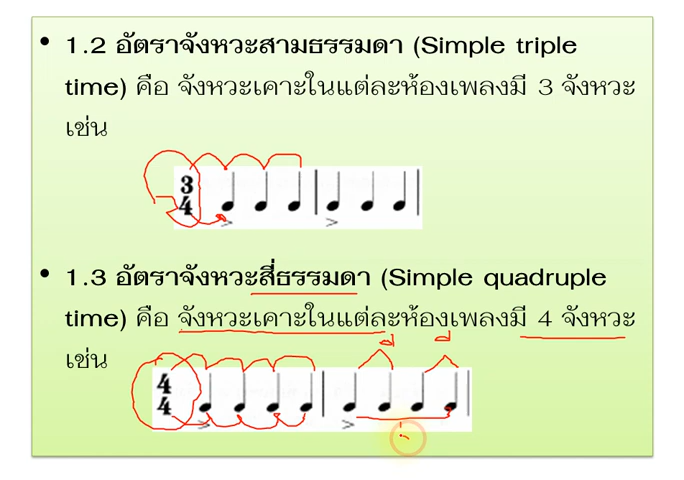 • 1.2 อัตราจังหวะสามธรรมดา (Simple triple
time) คือ จังหวะเคาะในแต่ละห้องเพลงมี 3 จังหวะ
เช่น
3
4
• 1.3 อัตราจังหวะสี่ธรรมดา (Simple quadruple
time) คือ จังหวะเคาะในแต่ละห้องเพลงมี 4 จังหวะ
เช่น
4
4